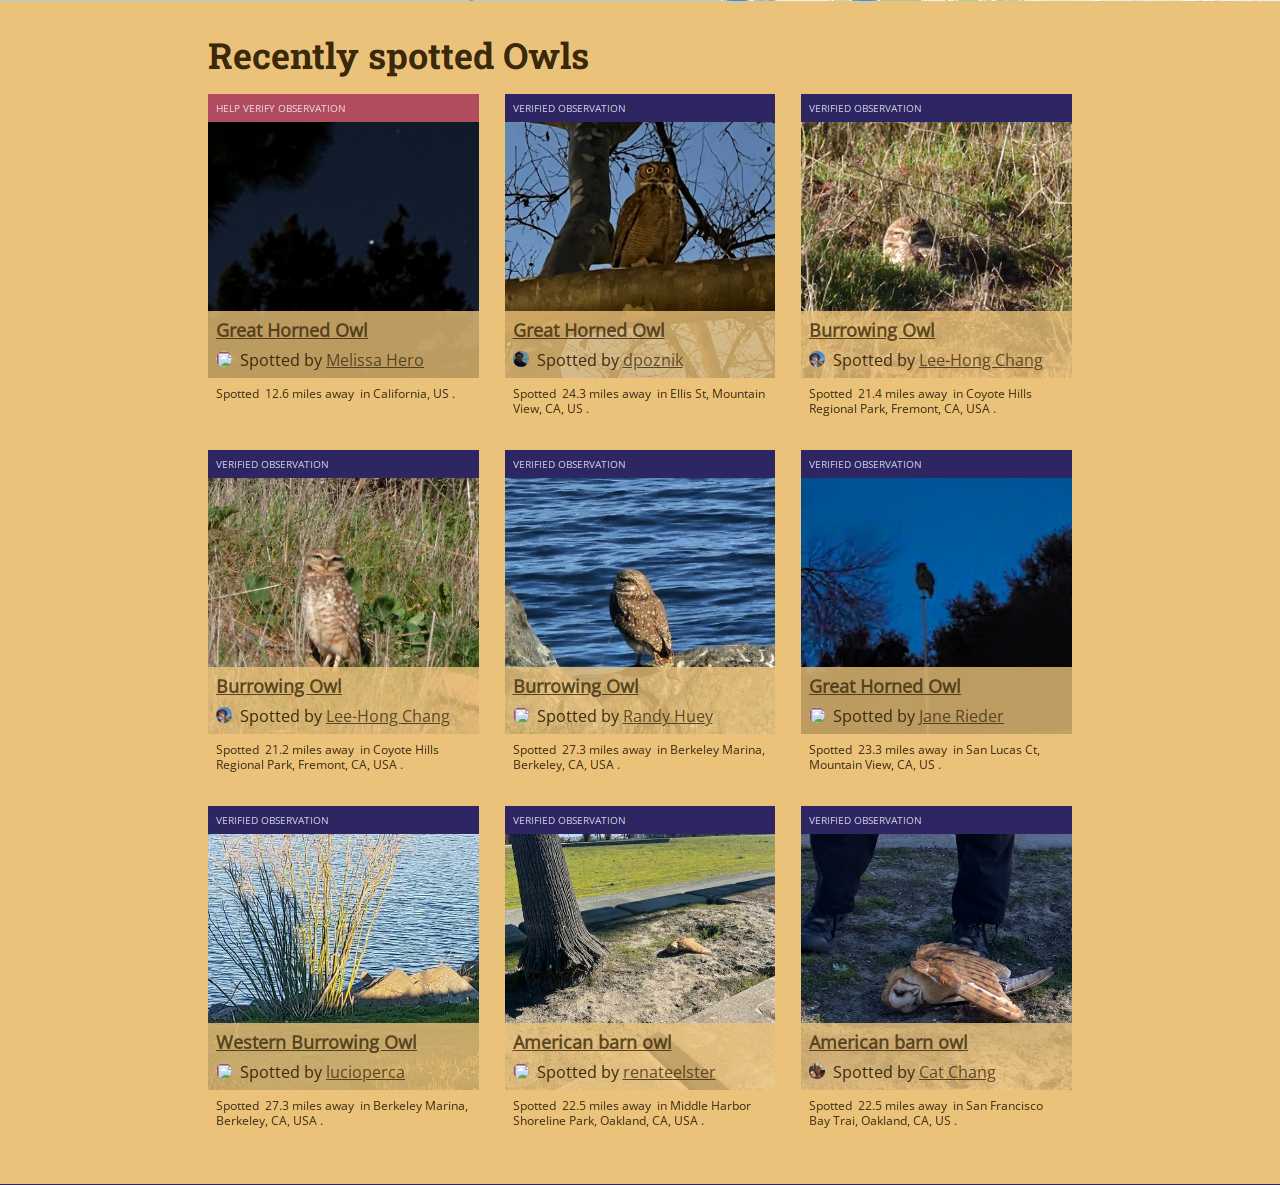 Recently spotted Owls
HELP VERIFY OBSERVATION
Great Horned Owl
Spotted by Melissa Hero
Spotted 12.6 miles away in California, US .
VERIFIED OBSERVATION
Great Horned Owl
Spotted by dpoznik
Spotted 24.3 miles away in Ellis St, Mountain
View, CA, US .
VERIFIED OBSERVATION
Burrowing Owl
Spotted by Lee-Hong Chang
Spotted 21.4 miles away in Coyote Hills
Regional Park, Fremont, CA, USA .
VERIFIED OBSERVATION
Burrowing Owl
Spotted by Lee-Hong Chang
Spotted 21.2 miles away in Coyote Hills
Regional Park, Fremont, CA, USA .
VERIFIED OBSERVATION
Burrowing Owl
Spotted by Randy Huey
Spotted 27.3 miles away in Berkeley Marina,
Berkeley, CA, USA .
VERIFIED OBSERVATION
Great Horned Owl
Spotted by Jane Rieder
Spotted 23.3 miles away in San Lucas Ct,
Mountain View, CA, US .
VERIFIED OBSERVATION
Western Burrowing Owl
Spotted by lucioperca
Spotted 27.3 miles away in Berkeley Marina,
Berkeley, CA, USA .
VERIFIED OBSERVATION
American barn owl
Spotted by renateelster
Spotted 22.5 miles away in Middle Harbor
Shoreline Park, Oakland, CA, USA .
VERIFIED OBSERVATION
American barn owl
Spotted by Cat Chang
Spotted 22.5 miles away in San Francisco
Bay Trai, Oakland, CA, US .